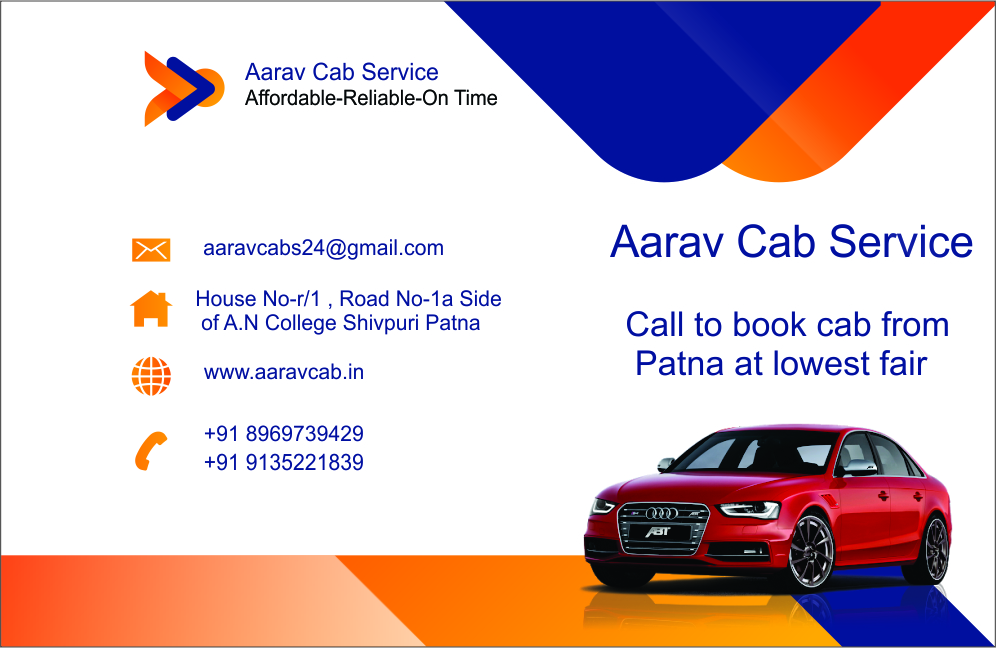 Aarav Cab Service
Affordable-Reliable-On Time
aaravcabs24@gmail.com
House No-r/1 , Road No-1a Side
of A.N College Shivpuri Patna
www.aaravcab.in
+91 8969739429
+91 9135221839
Aarav Cab Service
Call to book cab from
Patna at lowest fair
ABT